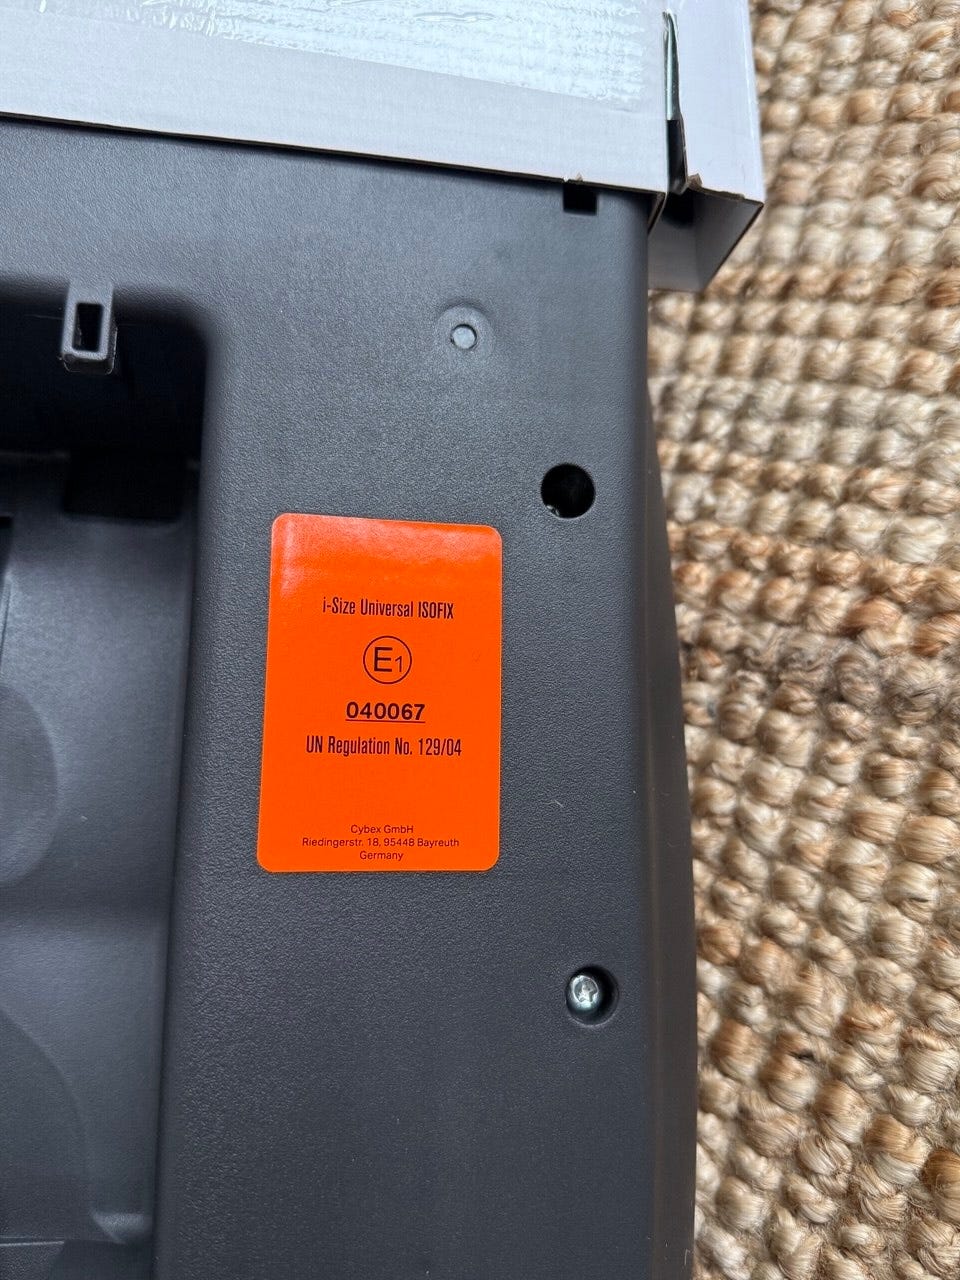 i-Size Universal ISOFIX
E1
040067
UN Regulation No. 129/04
Cybex GmbH
Riedingerstr. 18, 95448 Bayreuth
Germany